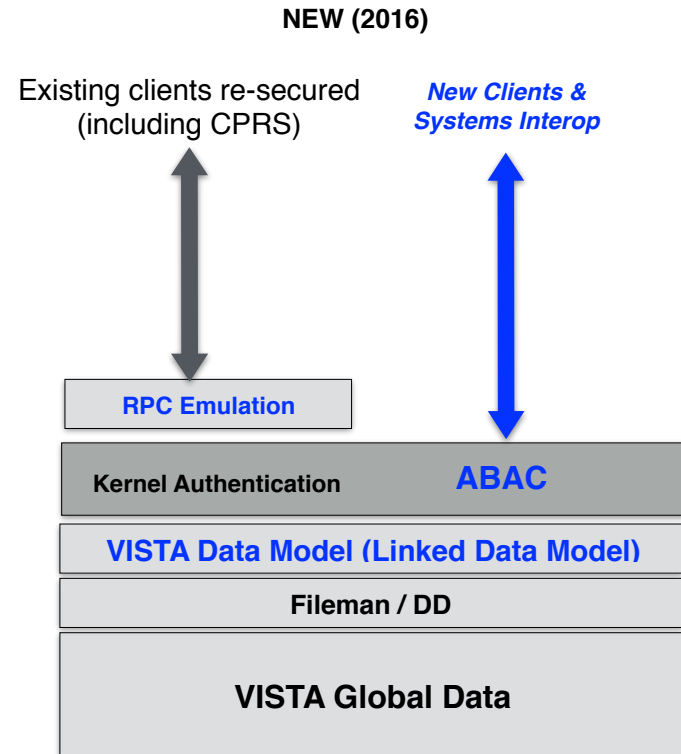 NEW (2016)
Existing clients re-secured
(including CPRS)
New Clients &
Systems Interop
RPC Emulation
Kernel Authentication
ABAC
VISTA Data Model (Linked Data Model)
Fileman / DD
VISTA Global Data